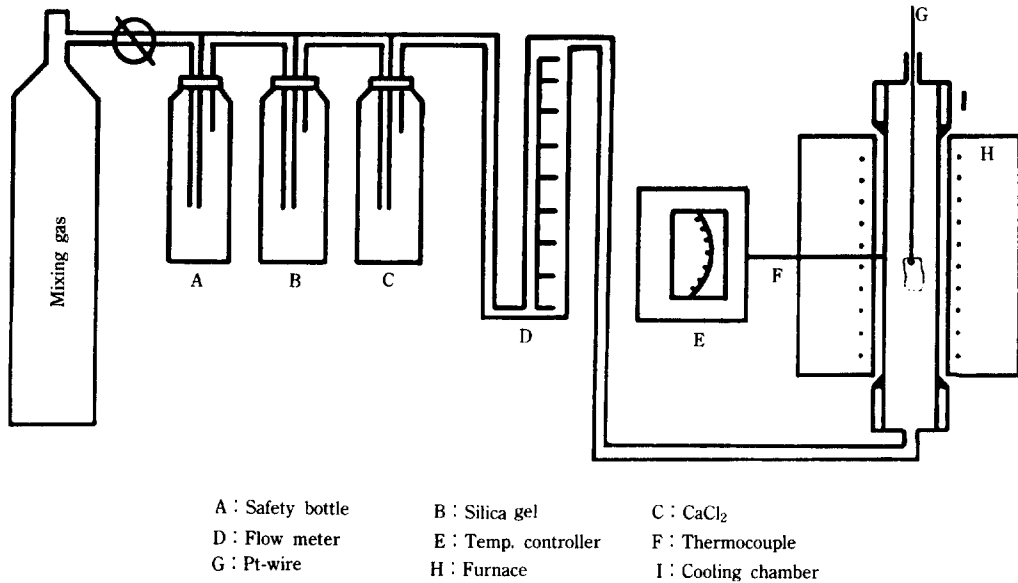 G
I
H
Mixing gas
A
B
C
D
E
F
A : Safety bottle
B : Silica gel
C : CaCl₂
D : Flow meter
E : Temp. controller
F : Thermocouple
G : Pt-wire
H : Furnace
I : Cooling chamber